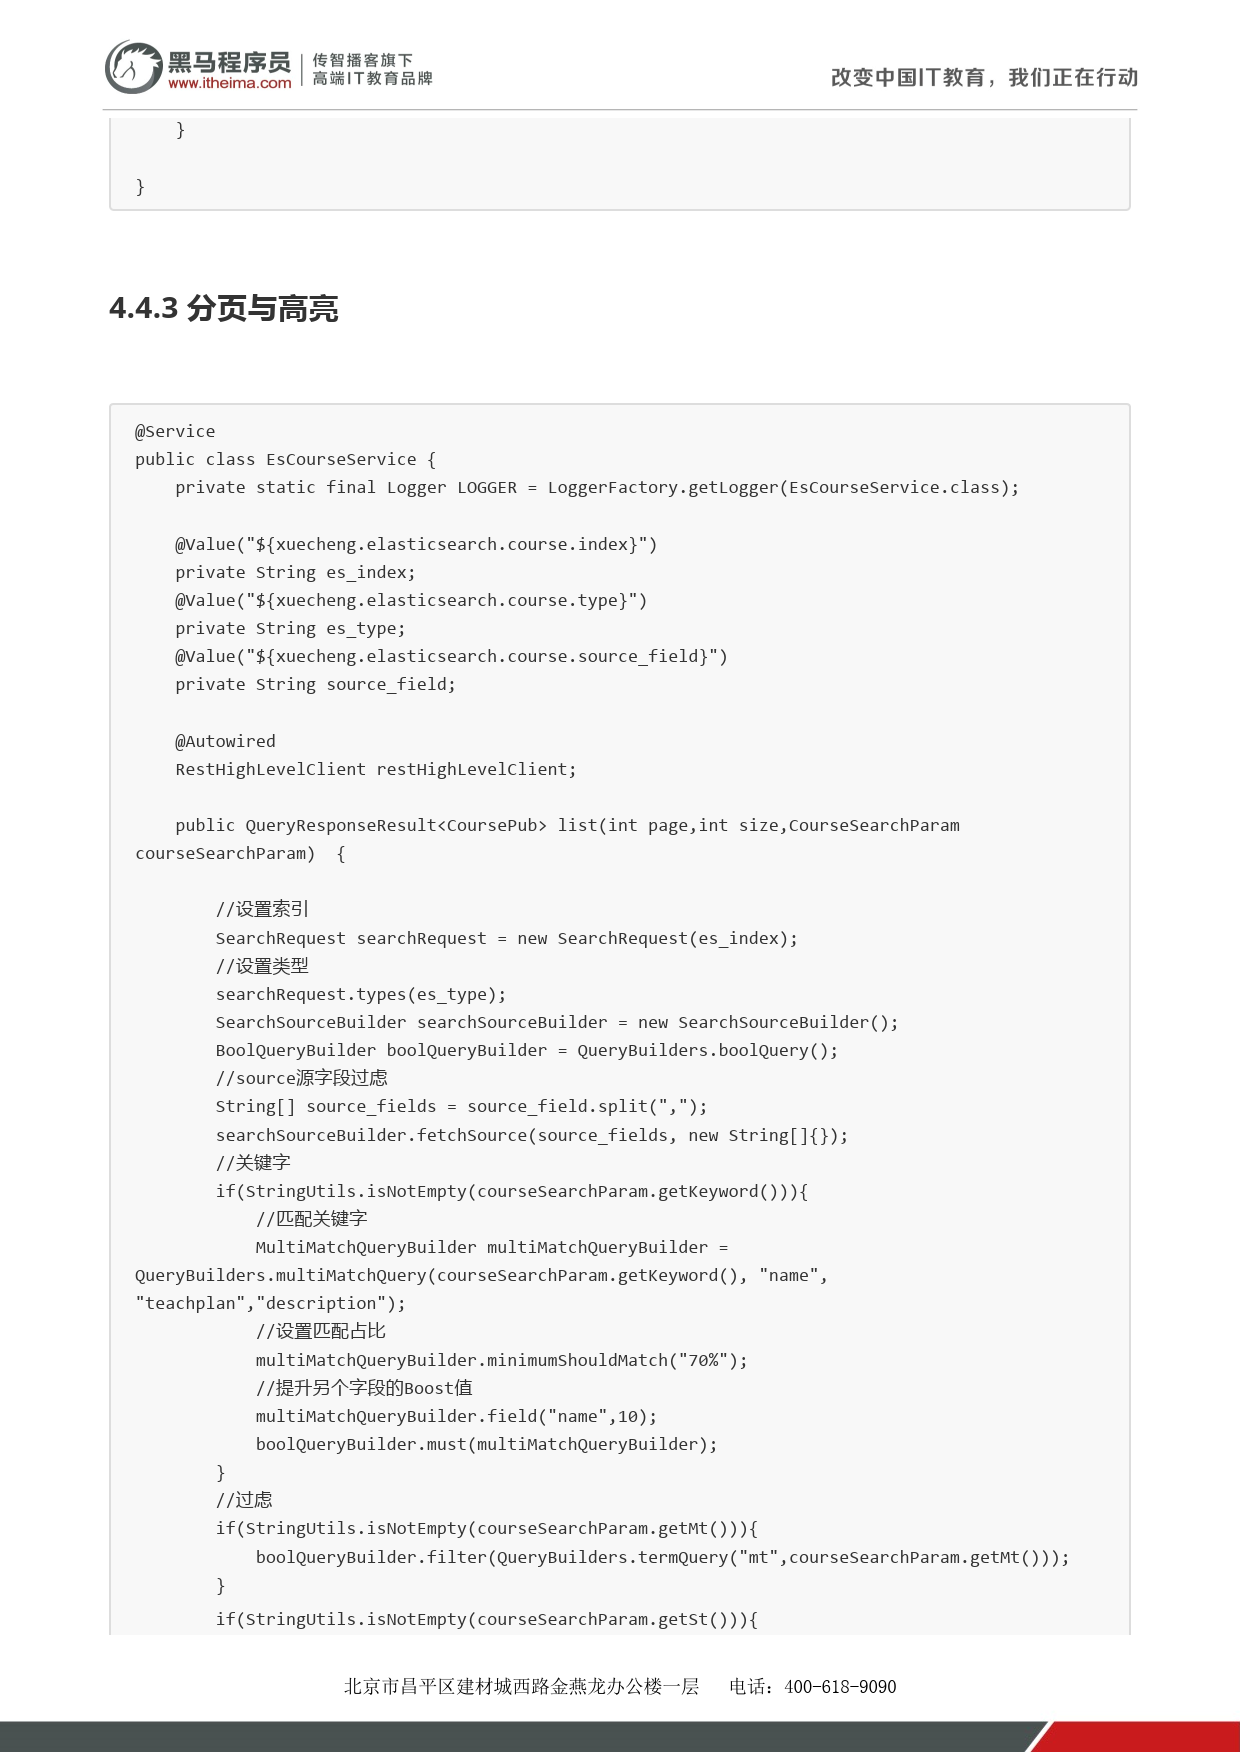 黑马程序员
www.itheima.com
传智播客旗下
高端IT教育品牌
改变中国IT教育，我们正在行动
    }

}
4.4.3 分页与高亮
@Service
public class EsCourseService {
    private static final Logger LOGGER = LoggerFactory.getLogger(EsCourseService.class);

    @Value("${xuecheng.elasticsearch.course.index}")
    private String es_index;
    @Value("${xuecheng.elasticsearch.course.type}")
    private String es_type;
    @Value("${xuecheng.elasticsearch.course.source_field}")
    private String source_field;

    @Autowired
    RestHighLevelClient restHighLevelClient;

    public QueryResponseResult<CoursePub> list(int page,int size,CourseSearchParam
courseSearchParam)  {

        //设置索引
        SearchRequest searchRequest = new SearchRequest(es_index);
        //设置类型
        searchRequest.types(es_type);
        SearchSourceBuilder searchSourceBuilder = new SearchSourceBuilder();
        BoolQueryBuilder boolQueryBuilder = QueryBuilders.boolQuery();
        //source源字段过虑
        String[] source_fields = source_field.split(",");
        searchSourceBuilder.fetchSource(source_fields, new String[]{});
        //关键字
        if(StringUtils.isNotEmpty(courseSearchParam.getKeyword())){
            //匹配关键字
            MultiMatchQueryBuilder multiMatchQueryBuilder =
QueryBuilders.multiMatchQuery(courseSearchParam.getKeyword(), "name",
"teachplan","description");
            //设置匹配占比
            multiMatchQueryBuilder.minimumShouldMatch("70%");
            //提升另个字段的Boost值
            multiMatchQueryBuilder.field("name",10);
            boolQueryBuilder.must(multiMatchQueryBuilder);
        }
        //过虑
        if(StringUtils.isNotEmpty(courseSearchParam.getMt())){
            boolQueryBuilder.filter(QueryBuilders.termQuery("mt",courseSearchParam.getMt()));
        }
        if(StringUtils.isNotEmpty(courseSearchParam.getSt())){
北京市昌平区建材城西路金燕龙办公楼一层   电话：400-618-9090